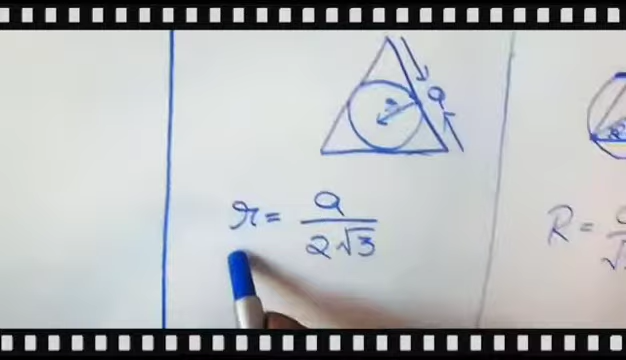 r
a
r = a / 2√3
R =